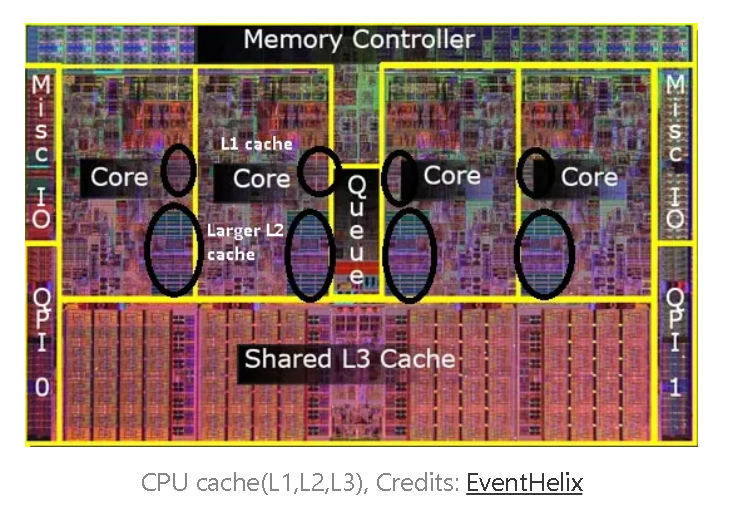 Memory Controller
Misc IO
Misc IO
L1 cache
Core
Core
Core
Core
Queue
Larger L2
cache
QPI 0
QPI 1
Shared L3 Cache
CPU cache(L1,L2,L3), Credits: EventHelix